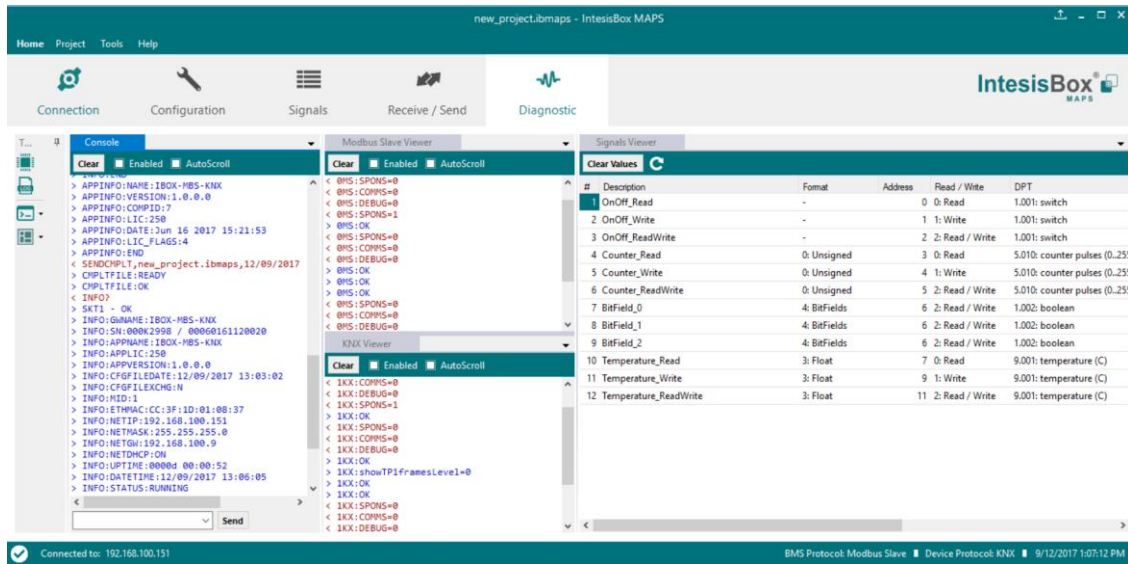 new_project.ibmaps - IntesisBox MAPS
Home Project Tools Help
Connection
Configuration
Signals
Receive / Send
Diagnostic
IntesisBox®
MAPS
T...
Console
Clear Enabled AutoScroll
> APPINFO:NAME:IBOX-MBS-KNX
> APPINFO:VERSION:1.0.0.0
> APPINFO:COMPID:7
> APPINFO:LIC:250
> APPINFO:DATE:Jun 16 2017 15:21:53
> APPINFO:LIC_FLAGS:4
> APPINFO:END
< SENDCMPLT,new_project.ibmaps,12/09/2017
> CMPLTFILE:READY
> CMPLTFILE:OK
< INFO?
> SKT1 - OK
> INFO:GWNAME:IBOX-MBS-KNX
> INFO:SN:000K2998 / 00060161120020
> INFO:APPNAME:IBOX-MBS-KNX
> INFO:APPLIC:250
> INFO:APPVERSION:1.0.0.0
> INFO:CFGFILEDATE:12/09/2017 13:03:02
> INFO:CFGFILEXCHG:N
> INFO:MID:1
> INFO:ETHMAC:CC:3F:1D:01:08:37
> INFO:NETIP:192.168.100.151
> INFO:NETMASK:255.255.255.0
> INFO:NETGW:192.168.100.9
> INFO:NETDHCP:ON
> INFO:UPTIME:0000d 00:00:52
> INFO:DATETIME:12/09/2017 13:06:05
> INFO:STATUS:RUNNING
Send
Modbus Slave Viewer
Clear Enabled AutoScroll
< 0MS:SPONS=0
< 0MS:COMMS=0
< 0MS:DEBUG=0
< 0MS:SPONS=1
> 0MS:OK
< 0MS:SPONS=0
< 0MS:COMMS=0
< 0MS:DEBUG=0
> 0MS:OK
> 0MS:OK
> 0MS:OK
< 0MS:SPONS=0
< 0MS:COMMS=0
< 0MS:DEBUG=0
KNX Viewer
Clear Enabled AutoScroll
< 1KX:COMMS=0
< 1KX:DEBUG=0
< 1KX:SPONS=1
> 1KX:OK
< 1KX:SPONS=0
< 1KX:COMMS=0
< 1KX:DEBUG=0
> 1KX:OK
> 1KX:showTP1framesLevel=0
> 1KX:OK
> 1KX:OK
< 1KX:SPONS=0
< 1KX:COMMS=0
< 1KX:DEBUG=0
Signals Viewer
Clear Values
# Description Format Address Read / Write DPT
1 OnOff_Read - 0 0: Read 1.001: switch
2 OnOff_Write - 1 1: Write 1.001: switch
3 OnOff_ReadWrite - 2 2: Read / Write 1.001: switch
4 Counter_Read 0: Unsigned 3 0: Read 5.010: counter pulses (0..255
5 Counter_Write 0: Unsigned 4 1: Write 5.010: counter pulses (0..255
6 Counter_ReadWrite 0: Unsigned 5 2: Read / Write 5.010: counter pulses (0..255
7 BitField_0 4: BitFields 6 2: Read / Write 1.002: boolean
8 BitField_1 4: BitFields 6 2: Read / Write 1.002: boolean
9 BitField_2 4: BitFields 6 2: Read / Write 1.002: boolean
10 Temperature_Read 3: Float 7 0: Read 9.001: temperature (C)
11 Temperature_Write 3: Float 9 1: Write 9.001: temperature (C)
12 Temperature_ReadWrite 3: Float 11 2: Read / Write 9.001: temperature (C)
Connected to: 192.168.100.151
BMS Protocol: Modbus Slave Device Protocol: KNX 9/12/2017 1:07:12 PM